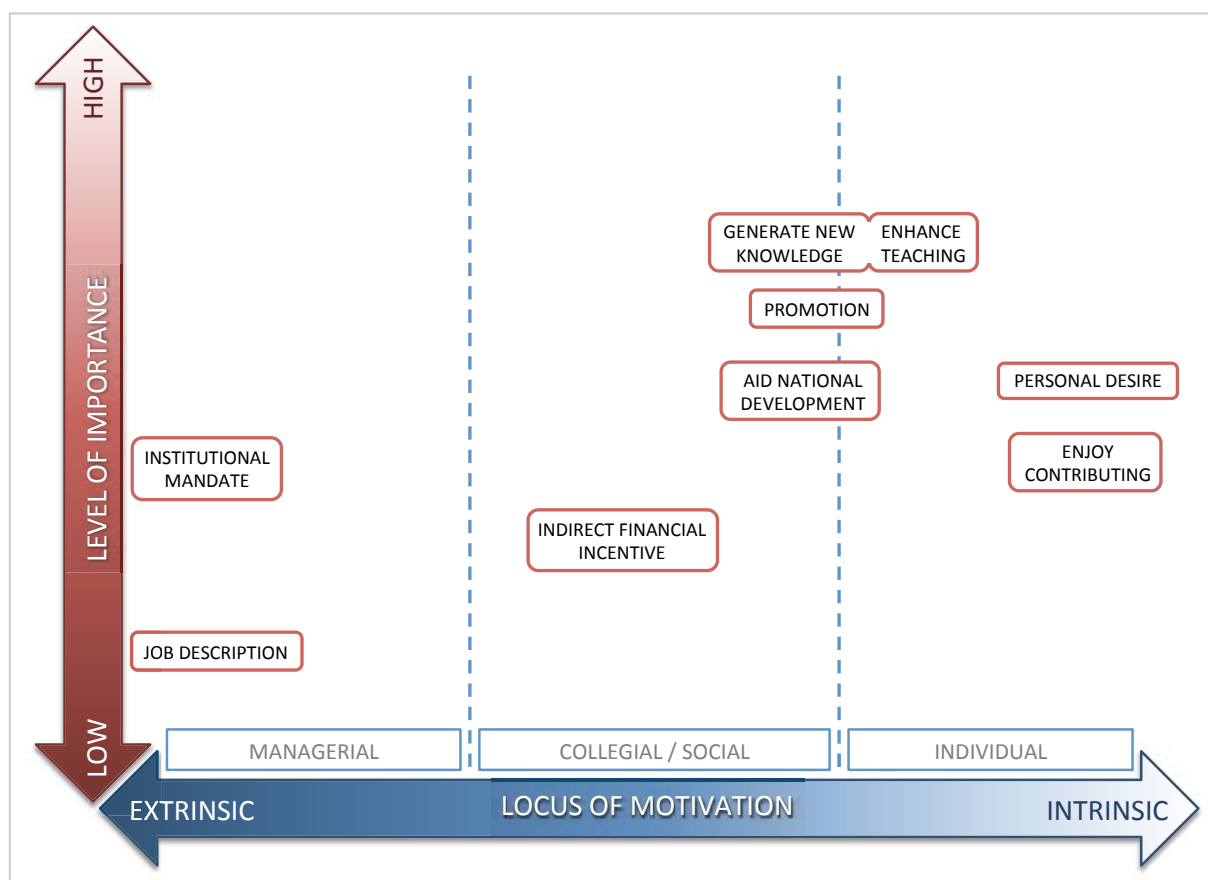 HIGH
GENERATE NEW
KNOWLEDGE
ENHANCE
TEACHING
PROMOTION
AID NATIONAL
DEVELOPMENT
PERSONAL DESIRE
LEVEL OF IMPORTANCE
INSTITUTIONAL
MANDATE
ENJOY
CONTRIBUTING
INDIRECT FINANCIAL
INCENTIVE
JOB DESCRIPTION
LOW
MANAGERIAL
COLLEGIAL / SOCIAL
INDIVIDUAL
EXTRINSIC
LOCUS OF MOTIVATION
INTRINSIC